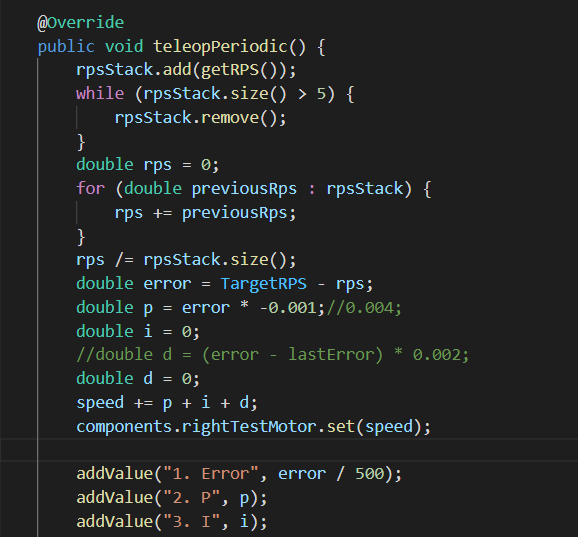 @Override
public void teleopPeriodic() {
rpsStack.add(getRPS());
while (rpsStack.size() > 5) {
rpsStack.remove();
}
double rps = 0;
for (double previousRps : rpsStack) {
rps += previousRps;
}
rps /= rpsStack.size();
double error = TargetRPS - rps;
double p = error * -0.001;//0.004;
double i = 0;
//double d = (error - lastError) * 0.002;
double d = 0;
speed += p + i + d;
components.rightTestMotor.set(speed);
addValue("1. Error", error / 500);
addValue("2. P", p);
addValue("3. I", i);